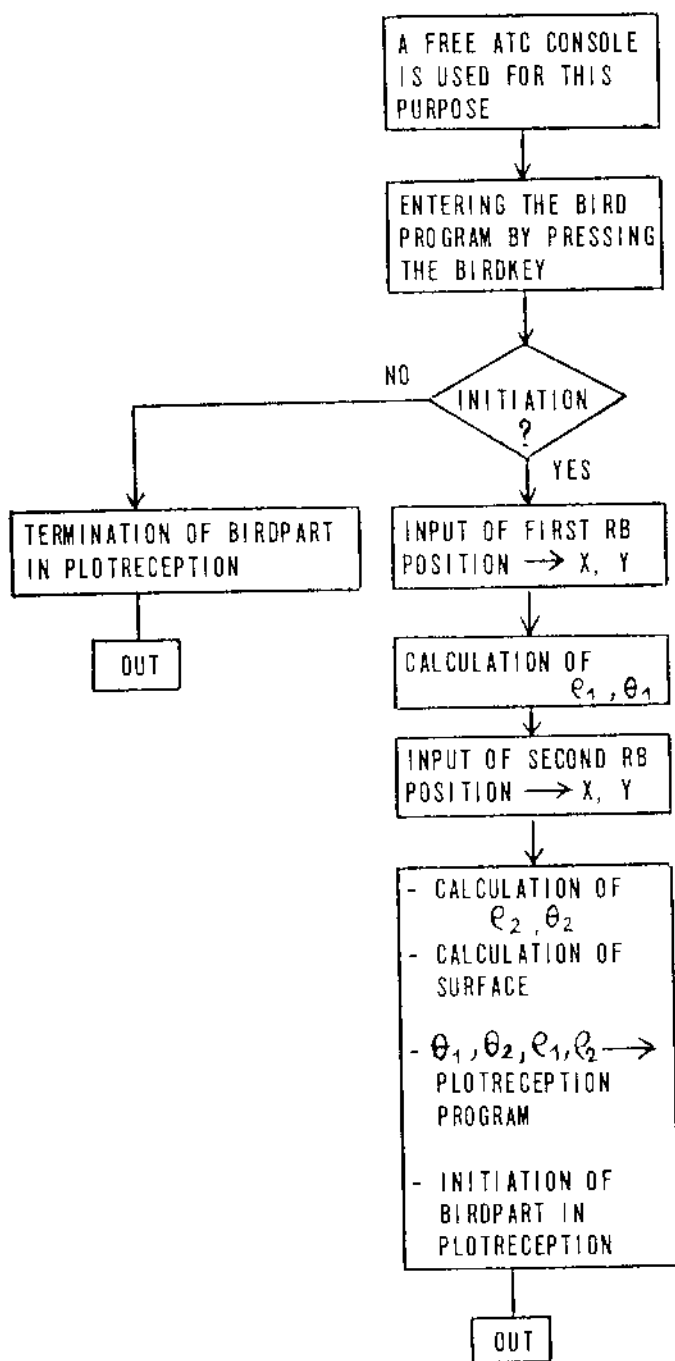 A FREE ATC CONSOLE
IS USED FOR THIS
PURPOSE
ENTERING THE BIRD
PROGRAM BY PRESSING
THE BIRDKEY
NO
INITIATION
?
YES
TERMINATION OF BIRDPART
IN PLOTRECEPTION
OUT
INPUT OF FIRST RB
POSITION → X, Y
CALCULATION OF
ρ1, θ1
INPUT OF SECOND RB
POSITION → X, Y
- CALCULATION OF
ρ2, θ2
- CALCULATION OF
SURFACE
- θ1, θ2, ρ1, ρ2 →
PLOTRECEPTION
PROGRAM
- INITIATION OF
BIRDPART IN
PLOTRECEPTION
OUT